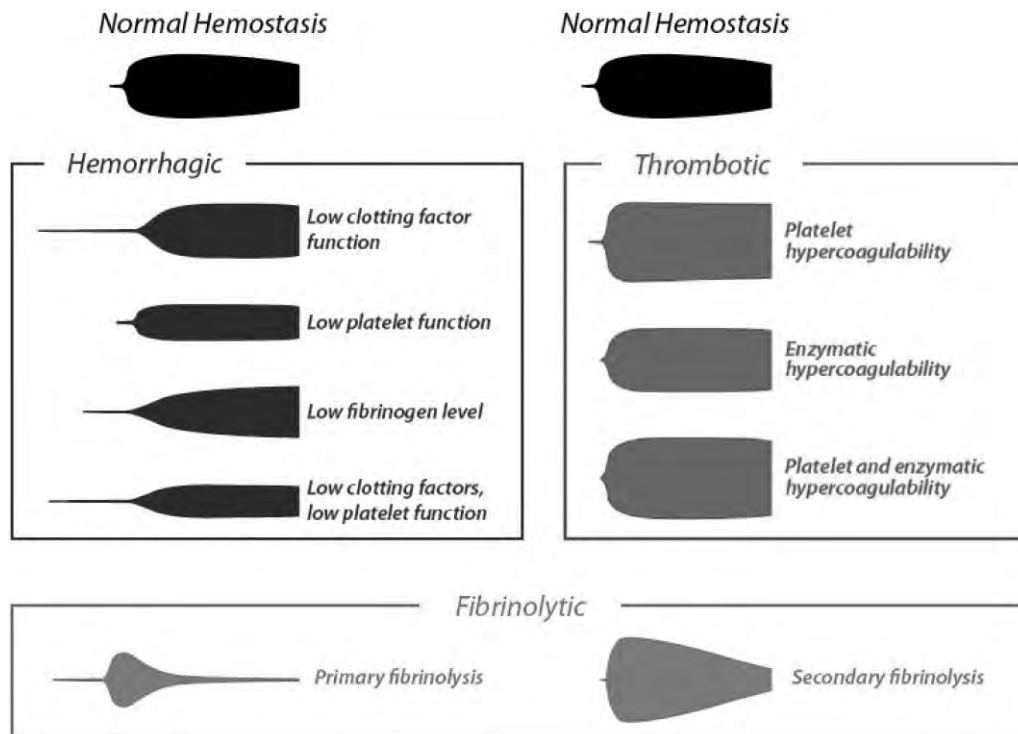 Normal Hemostasis
Normal Hemostasis
Hemorrhagic
Low clotting factor
function
Low platelet function
Low fibrinogen level
Low clotting factors,
low platelet function
Thrombotic
Platelet
hypercoagulability
Enzymatic
hypercoagulability
Platelet and enzymatic
hypercoagulability
Fibrinolytic
Primary fibrinolysis
Secondary fibrinolysis